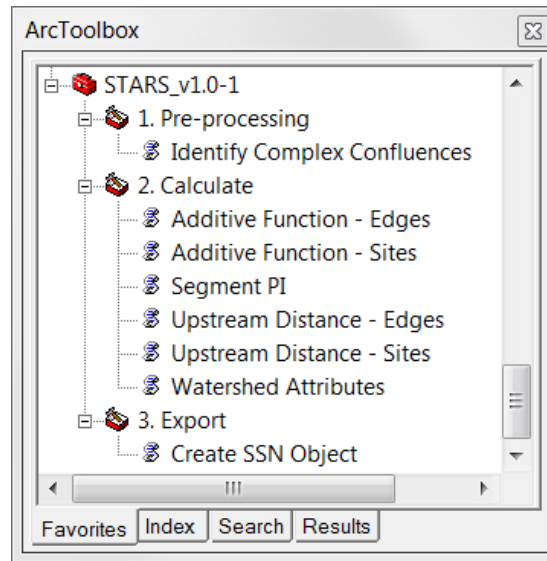 ArcToolbox
STARS_v1.0-1
1. Pre-processing
Identify Complex Confluences
2. Calculate
Additive Function - Edges
Additive Function - Sites
Segment PI
Upstream Distance - Edges
Upstream Distance - Sites
Watershed Attributes
3. Export
Create SSN Object
Favorites Index Search Results